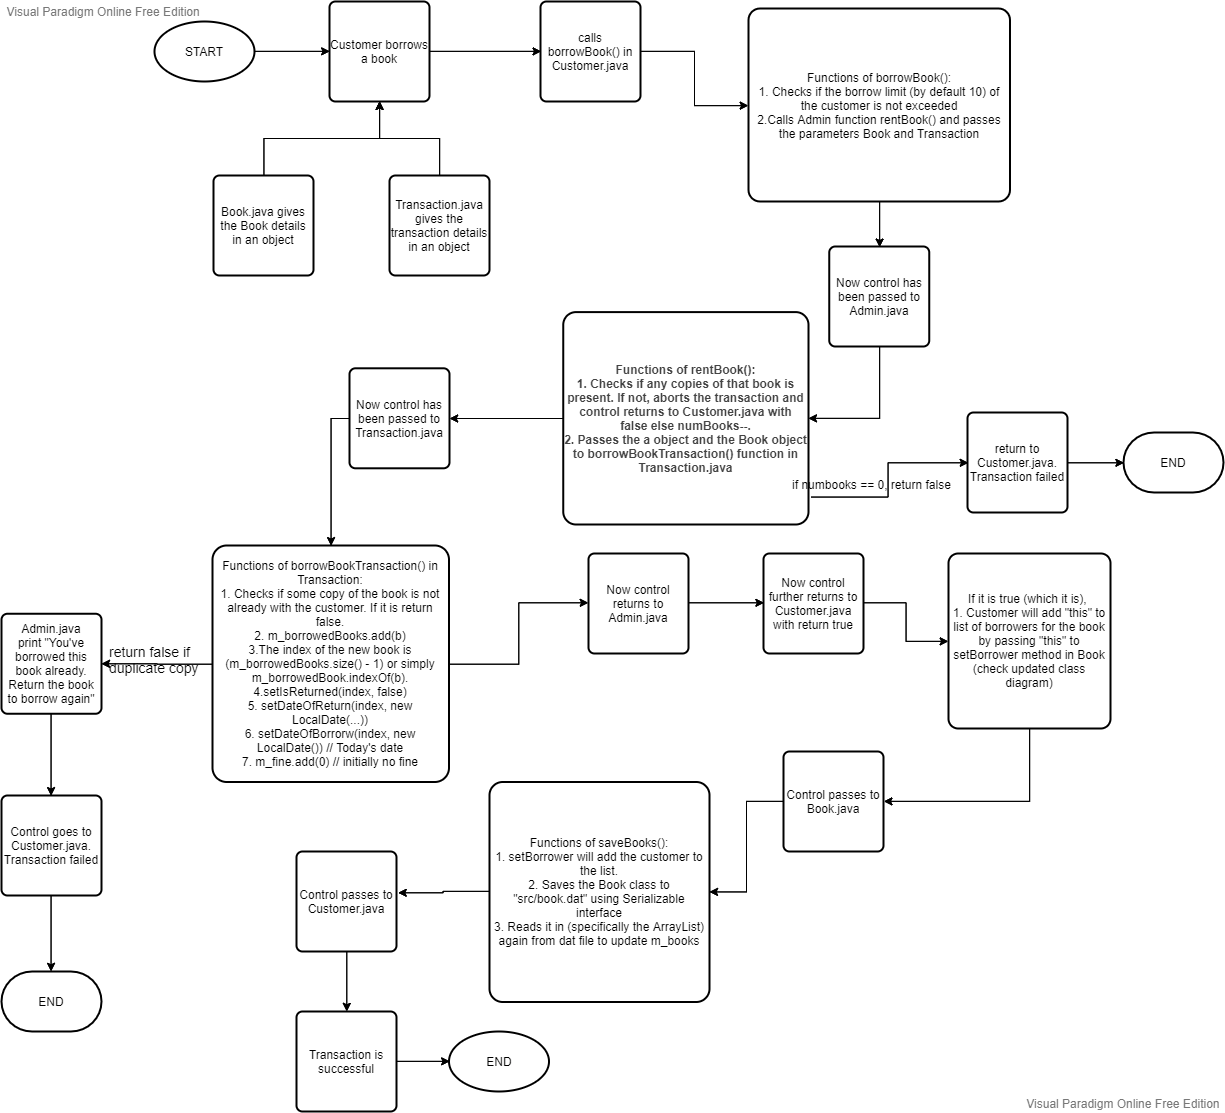 Visual Paradigm Online Free Edition
START
Customer borrows
a book
calls
borrowBook() in
Customer.java
Functions of borrowBook():
1. Checks if the borrow limit (by default 10) of
the customer is not exceeded
2.Calls Admin function rentBook() and passes
the parameters Book and Transaction
Book.java gives
the Book details
in an object
Transaction.java
gives the
transaction details
in an object
Now control has
been passed to
Admin.java
Functions of rentBook():
1. Checks if any copies of that book is
present. If not, aborts the transaction and
control returns to Customer.java with
false else numBooks--.
2. Passes the a object and the Book object
to borrowBookTransaction() function in
Transaction.java
Now control has
been passed to
Transaction.java
if numbooks == 0, return false
return to
Customer.java.
Transaction failed
END
Functions of borrowBookTransaction() in
Transaction:
1. Checks if some copy of the book is not
already with the customer. If it is return
false.
2. m_borrowedBooks.add(b)
3.The index of the new book is
(m_borrowedBooks.size() - 1) or simply
m_borrowedBook.indexOf(b).
4.setIsReturned(index, false)
5. setDateOfReturn(index, new
LocalDate(...))
6. setDateOfBorrorw(index, new
LocalDate()) // Today's date
7. m_fine.add(0) // initially no fine
return false if
duplicate copy
Admin.java
print "You've
borrowed this
book already.
Return the book
to borrow again"
Control goes to
Customer.java.
Transaction failed
END
Now control
returns to
Admin.java
Now control
further returns to
Customer.java
with return true
If it is true (which it is),
1. Customer will add "this" to
list of borrowers for the book
by passing "this" to
setBorrower method in Book
(check updated class
diagram)
Control passes to
Book.java
Functions of saveBooks():
1. setBorrower will add the customer to
the list.
2. Saves the Book class to
"src/book.dat" using Serializable
interface
3. Reads it in (specifically the ArrayList)
again from dat file to update m_books
Control passes to
Customer.java
Transaction is
successful
END
Visual Paradigm Online Free Edition